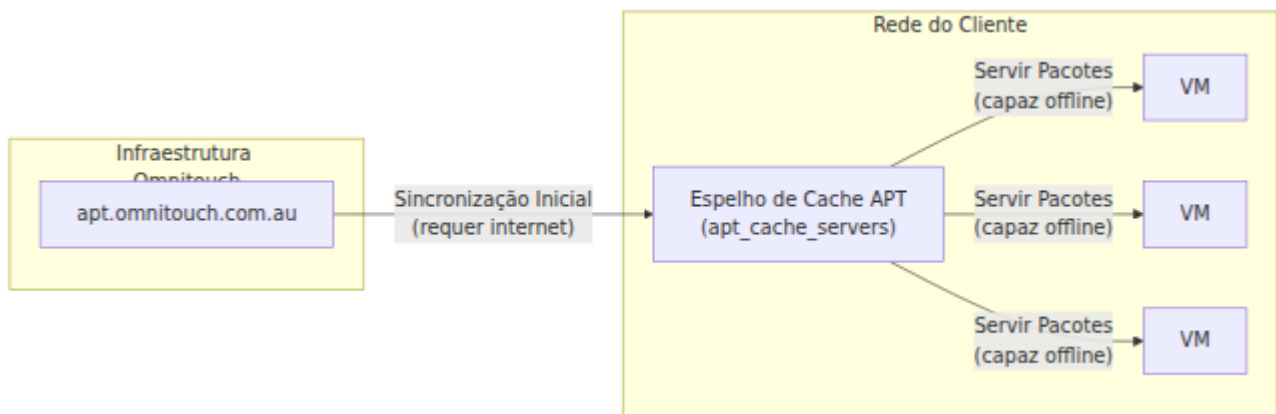 Rede do Cliente
Servir Pacotes
(capaz offline)
VM
Infraestrutura
Omnitouch
apt.omnitouch.com.au
Sincronização Inicial
(requer internet)
Espelho de Cache APT
(apt_cache_servers)
Servir Pacotes
(capaz offline)
VM
Servir Pacotes
(capaz offline)
VM